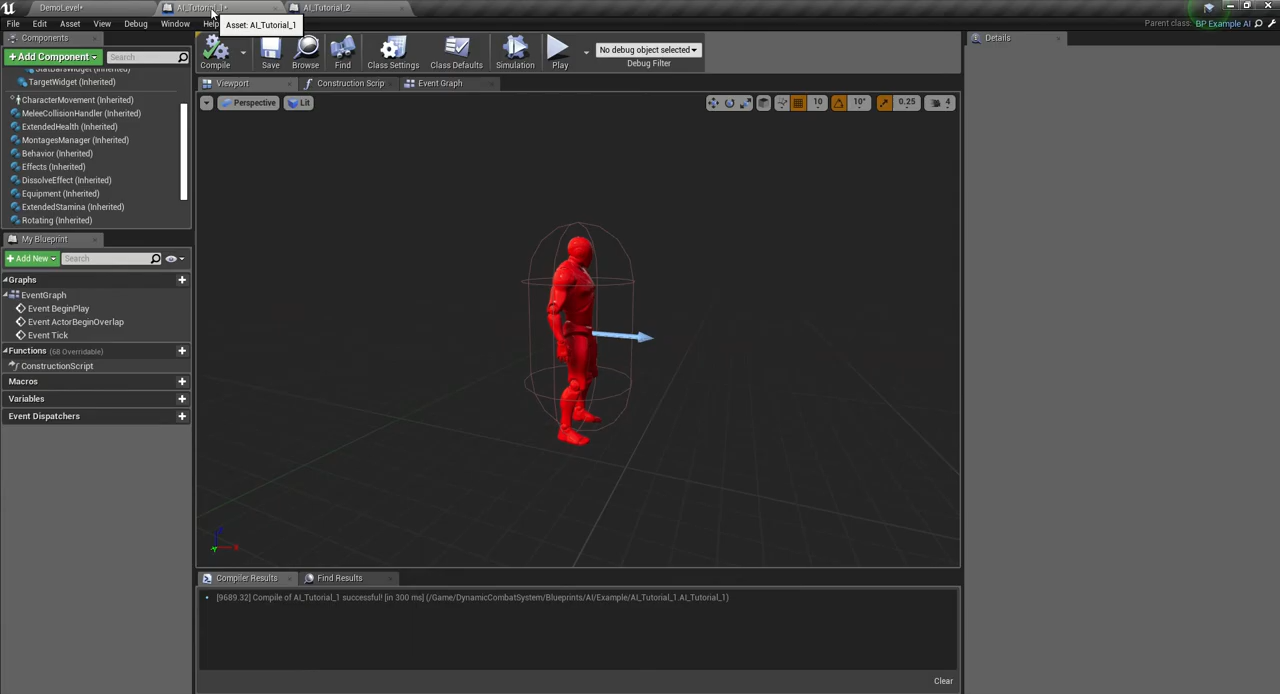 DemoLevel*
AI_Tutorial_1*
AI_Tutorial_2
File
Edit
Asset
View
Debug
Window
Help
Asset: AI_Tutorial_1
Parent class:
BP Example AI
Components
Add Component
Search
StatBarsWidget (Inherited)
TargetWidget (Inherited)
CharacterMovement (Inherited)
MeleeCollisionHandler (Inherited)
ExtendedHealth (Inherited)
MontagesManager (Inherited)
Behavior (Inherited)
Effects (Inherited)
DissolveEffect (Inherited)
Equipment (Inherited)
ExtendedStamina (Inherited)
Rotating (Inherited)
My Blueprint
Add New
Search
Graphs
EventGraph
Event BeginPlay
Event ActorBeginOverlap
Event Tick
Functions (68 Overridable)
ConstructionScript
Macros
Variables
Event Dispatchers
Compile
Save
Browse
Find
Class Settings
Class Defaults
Simulation
Play
No debug object selected
Debug Filter
Viewport
Construction Scrip
Event Graph
Perspective
Lit
10
10°
0.25
4
Compiler Results
Find Results
[9689.32] Compile of AI_Tutorial_1 successful! [in 300 ms] (/Game/DynamicCombatSystem/Blueprints/AI/Example/AI_Tutorial_1.AI_Tutorial_1)
Clear
Details